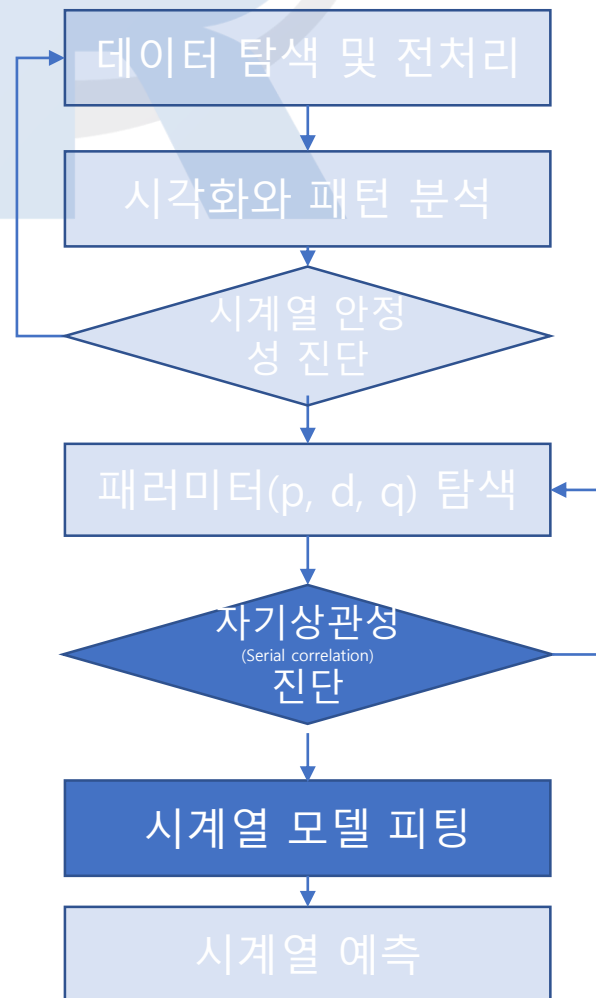 데이터 탐색 및 전처리
시각화와 패턴 분석
시계열 안정
성 진단
패러미터(p, d, q) 탐색
자기상관성
(Serial correlation)
진단
시계열 모델 피팅
시계열 예측